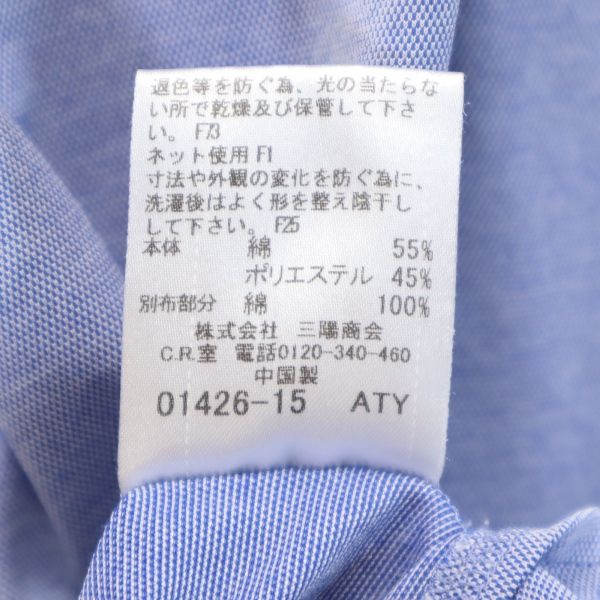 退色等を防ぐ為、光の当たらな
い所で乾燥及び保管して下さ
い。 F73
ネット使用 F1
寸法や外観の変化を防ぐ為に、
洗濯後はよく形を整え陰干し
して下さい。 F25
本体 綿 55%
ポリエステル 45%
別布部分 綿 100%
株式会社 三陽商会
C.R.室 電話0120-340-460
中国製
01426-15 ATY